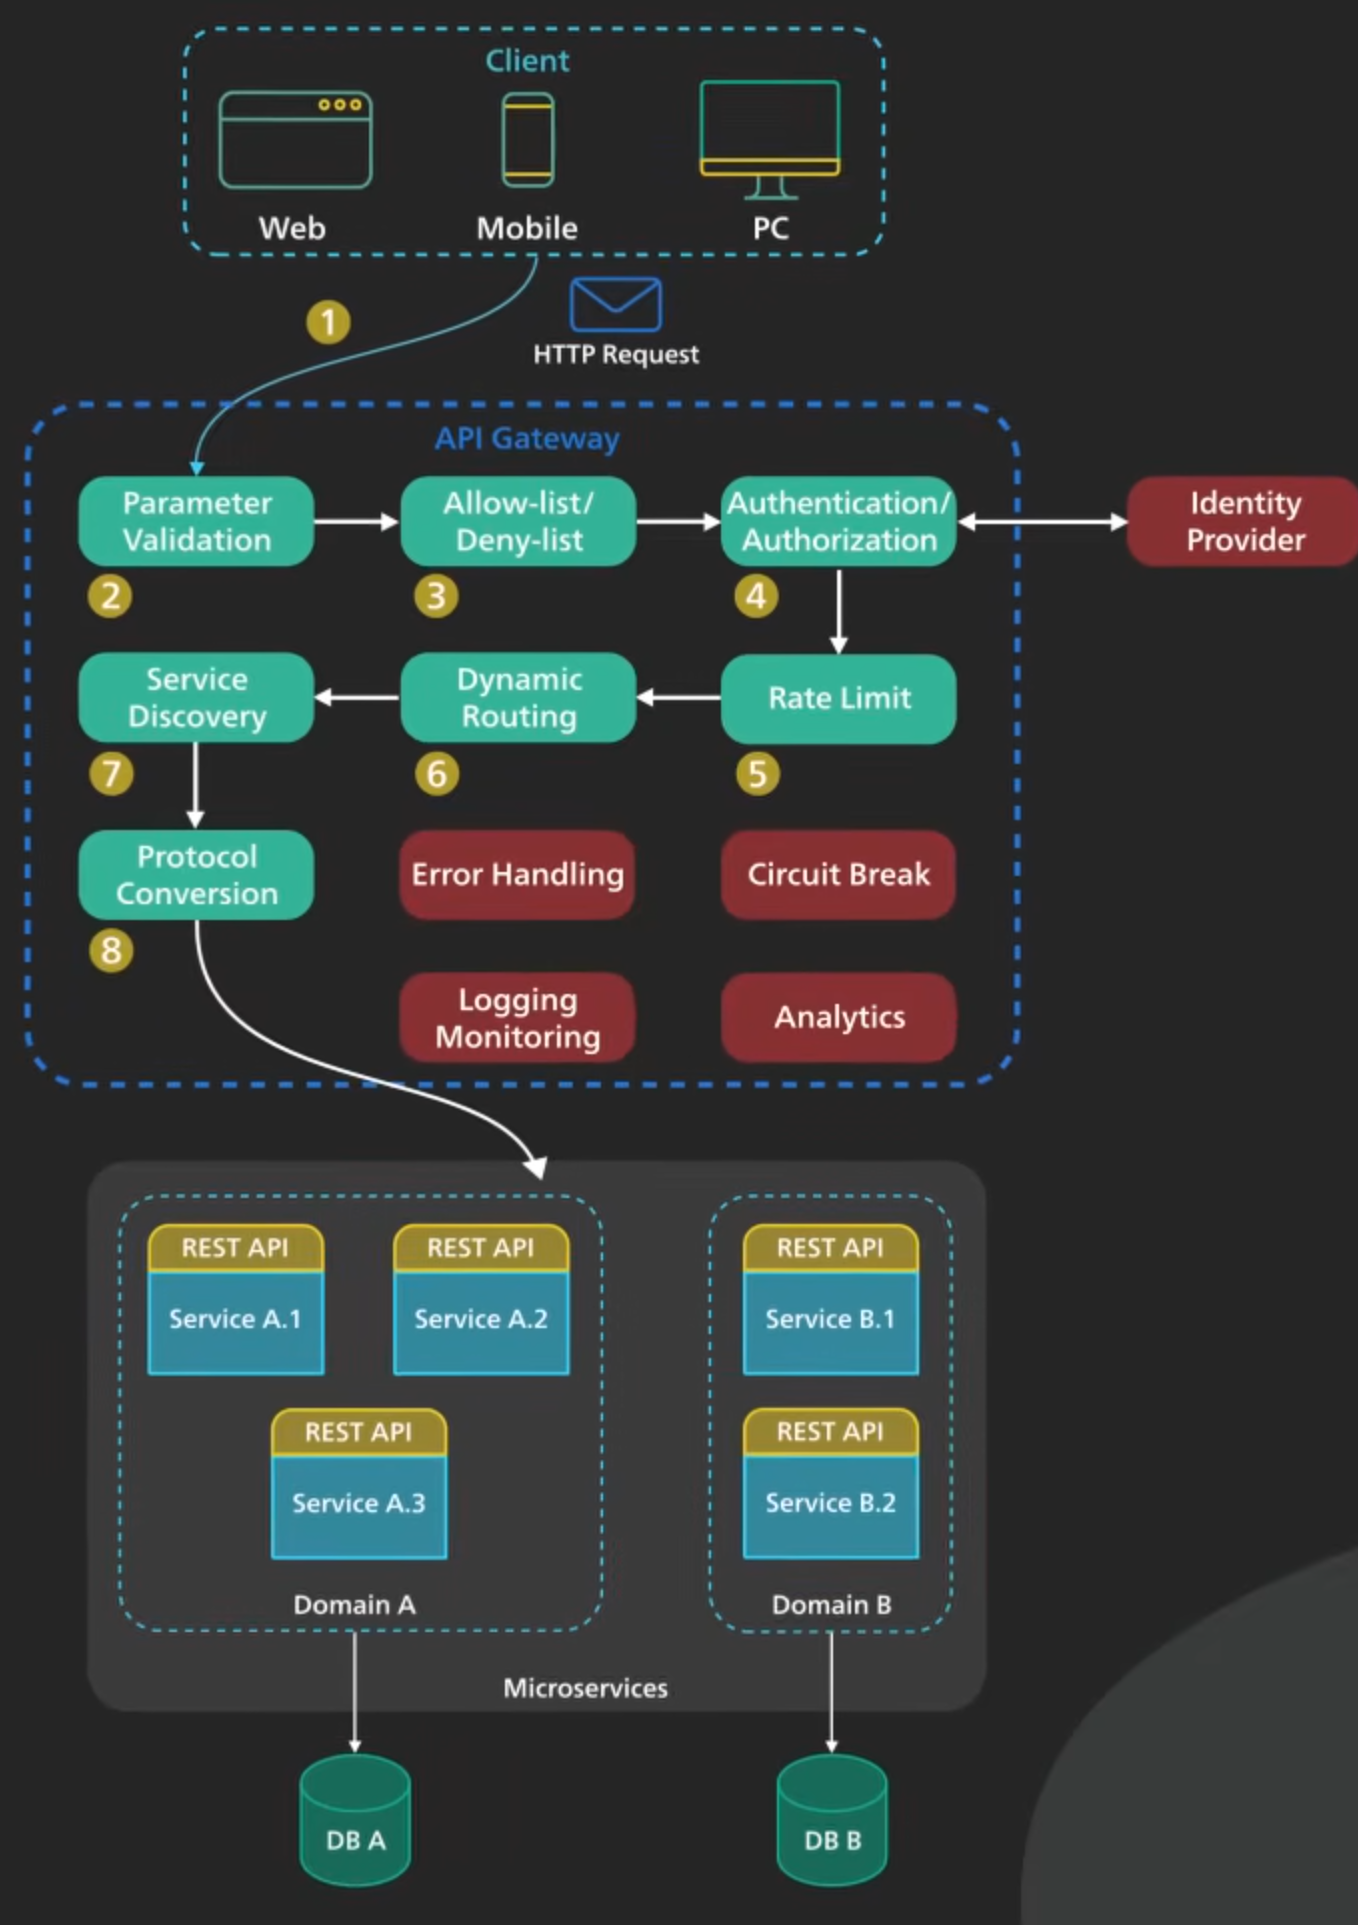 Client
Web
Mobile
PC
1
HTTP Request
API Gateway
Parameter
Validation
Allow-list/
Deny-list
Authentication/
Authorization
Identity
Provider
2
3
4
Service
Discovery
Dynamic
Routing
Rate Limit
7
6
5
Protocol
Conversion
Error Handling
Circuit Break
8
Logging
Monitoring
Analytics
REST API
Service A.1
REST API
Service A.2
REST API
Service B.1
REST API
Service A.3
REST API
Service B.2
Domain A
Domain B
Microservices
DB A
DB B